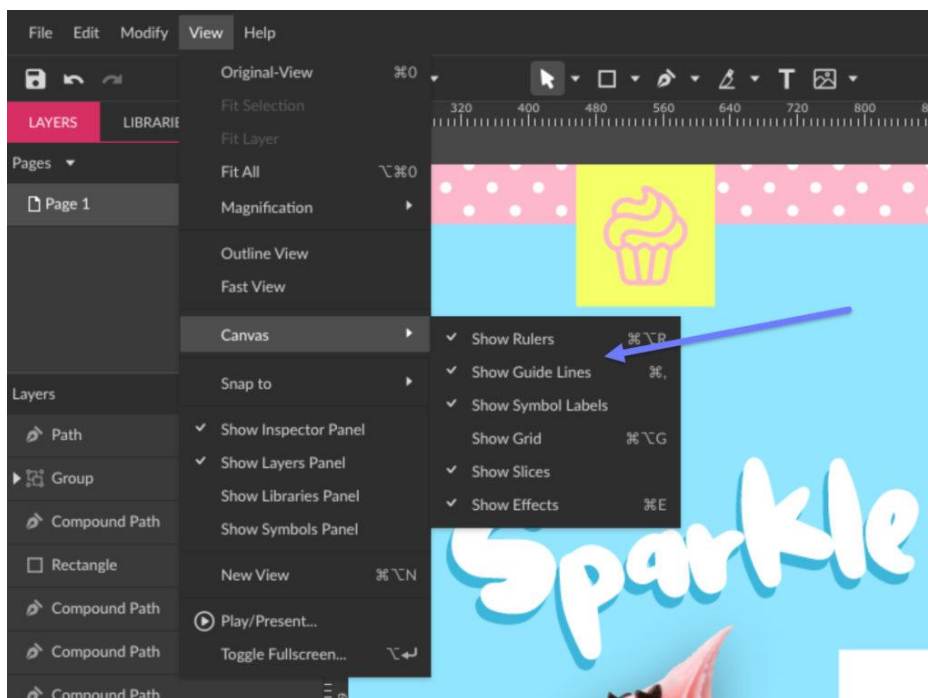 File Edit Modify View Help
LAYERS LIBRARIE
320 400 480 560 640 720 800
Pages
Page 1
Original-View ⌘0
Fit Selection
Fit Layer
Fit All ⌥⌘0
Magnification
Outline View
Fast View
Canvas
Snap to
Show Inspector Panel
Show Layers Panel
Show Libraries Panel
Show Symbols Panel
New View ⌘⌥N
Play/Present...
Toggle Fullscreen... ⌥↩
Show Rulers ⌘⌥R
Show Guide Lines ⌘,
Show Symbol Labels
Show Grid ⌘⌥G
Show Slices
Show Effects ⌘E
Layers
Path
Group
Compound Path
Rectangle
Compound Path
Compound Path
Compound Path
Sparkle